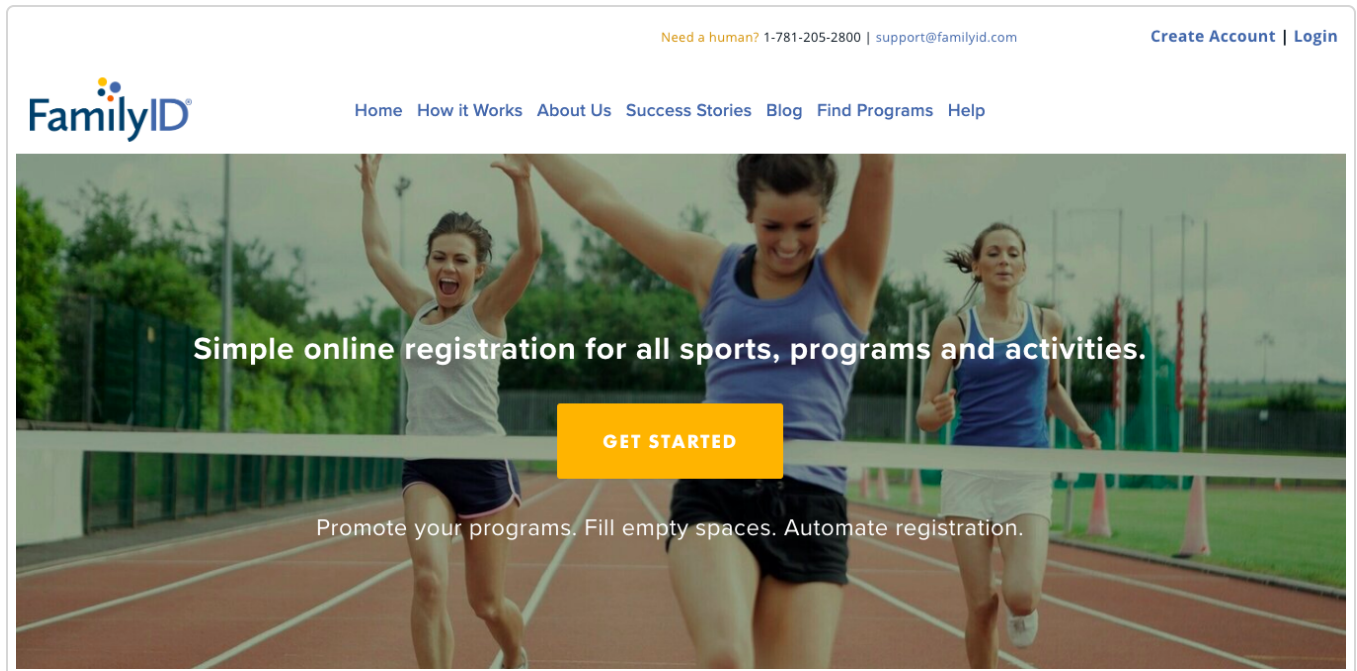 Need a human? 1-781-205-2800 | support@familyid.com
Create Account | Login
FamilyID®
Home How it Works About Us Success Stories Blog Find Programs Help
Simple online registration for all sports, programs and activities.
GET STARTED
Promote your programs. Fill empty spaces. Automate registration.